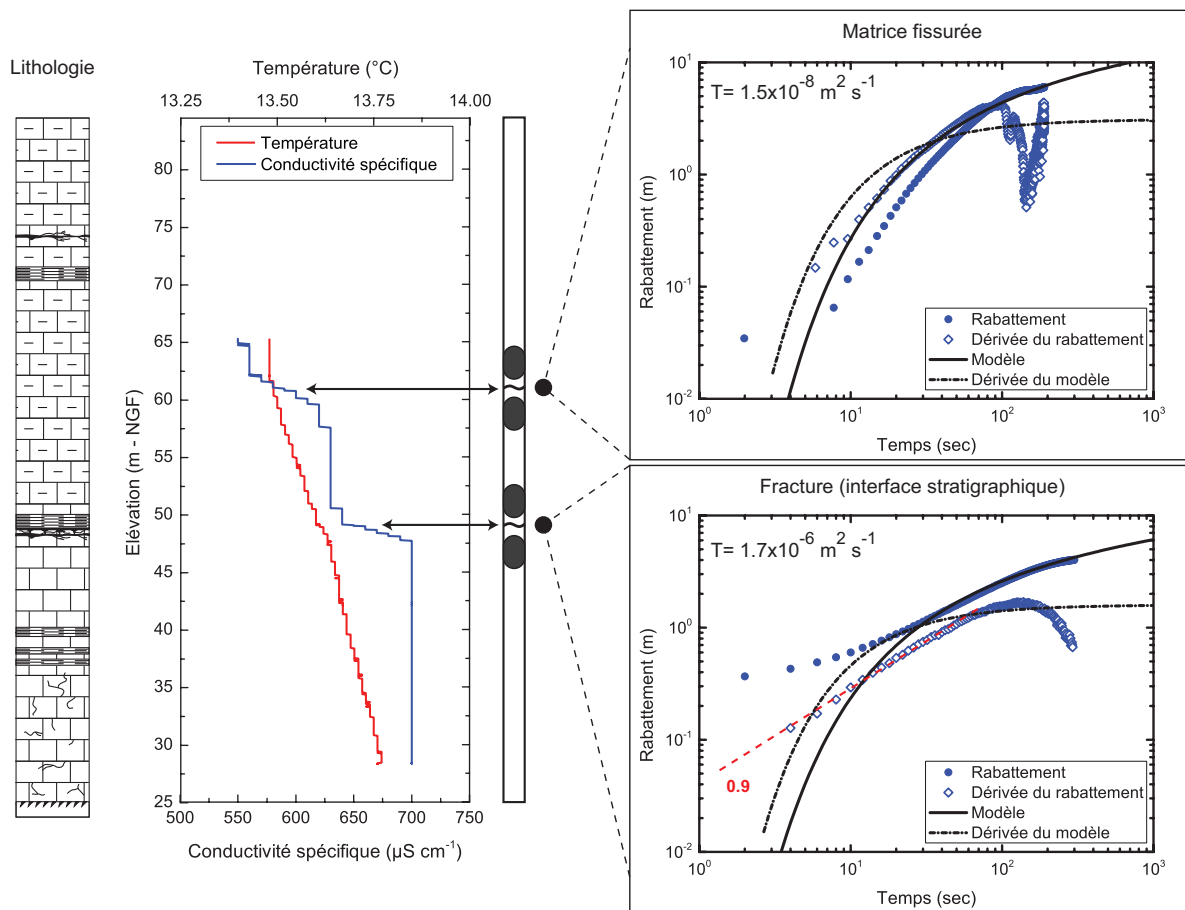 Lithologie
Température (°C)
13.25 13.50 13.75 14.00
Température
Conductivité spécifique
Elévation (m - NGF)
80
75
70
65
60
55
50
45
40
35
30
25
500 550 600 650 700 750
Conductivité spécifique (µS cm⁻¹)
Matrice fissurée
T= 1.5x10⁻⁸ m² s⁻¹
Rabattement (m)
10¹
10⁰
10⁻¹
10⁻²
Rabattement
Dérivée du rabattement
Modèle
Dérivée du modèle
10⁰ 10¹ 10² 10³
Temps (sec)
Fracture (interface stratigraphique)
T= 1.7x10⁻⁶ m² s⁻¹
Rabattement (m)
10¹
10⁰
10⁻¹
10⁻²
0.9
Rabattement
Dérivée du rabattement
Modèle
Dérivée du modèle
10⁰ 10¹ 10² 10³
Temps (sec)